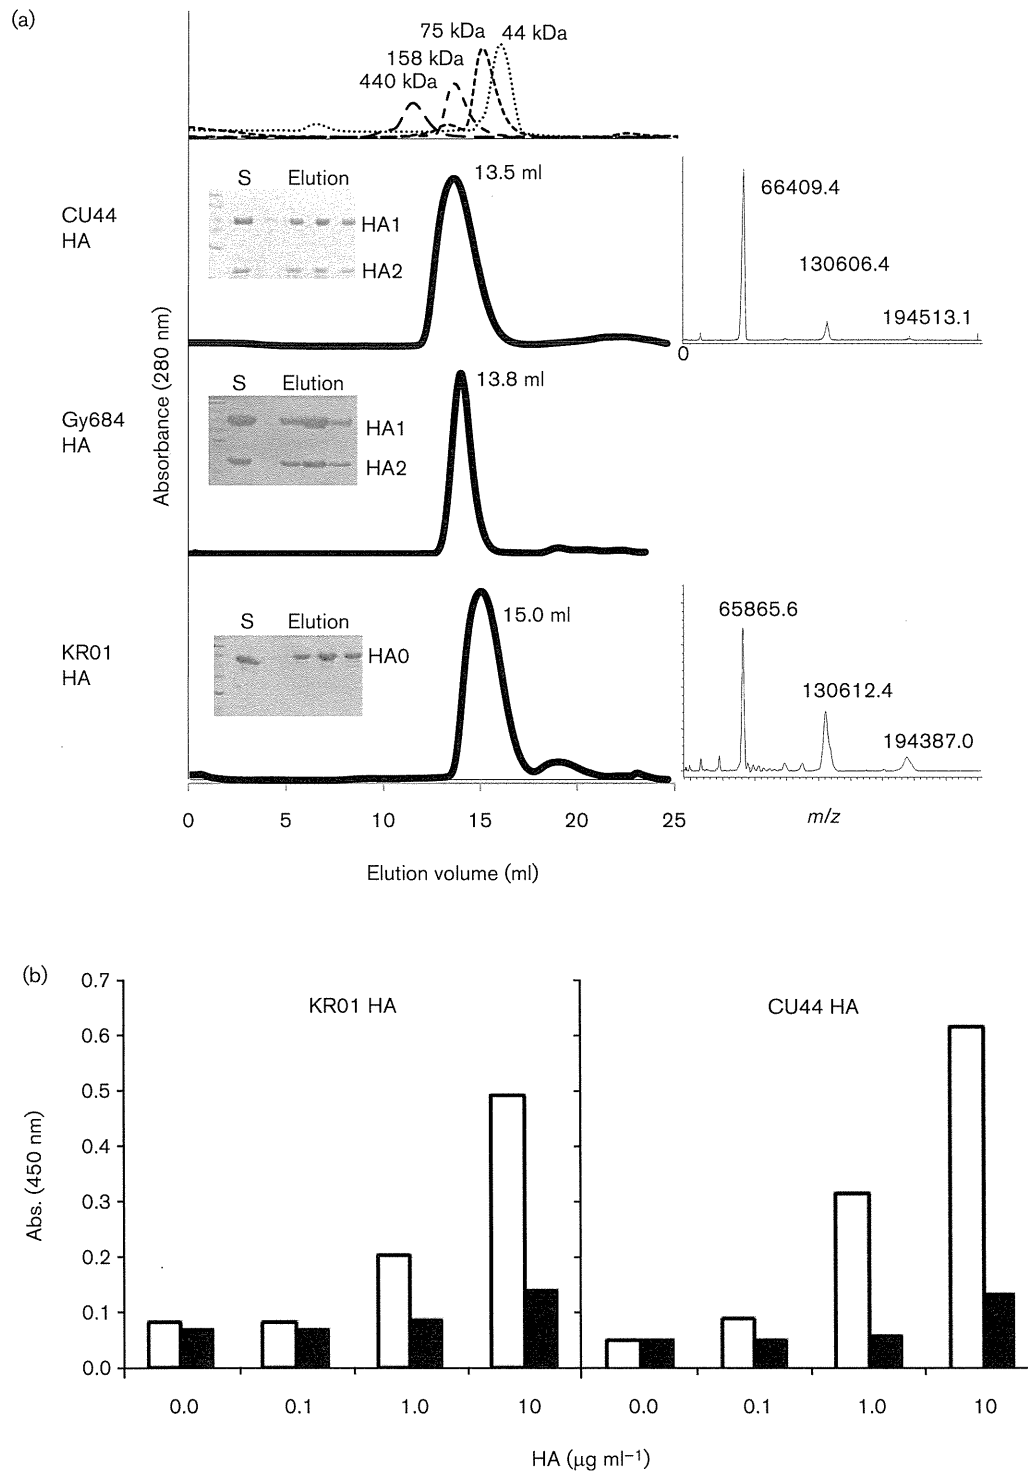 (a)
75 kDa
44 kDa
158 kDa
440 kDa
CU44
HA
S Elution
HA1
HA2
13.5 ml
66409.4
130606.4
194513.1
0
Absorbance (280 nm)
Gy684
HA
S Elution
HA1
HA2
13.8 ml
KR01
HA
S Elution
HA0
15.0 ml
65865.6
130612.4
194387.0
m/z
0 5 10 15 20 25
Elution volume (ml)
(b)
KR01 HA
CU44 HA
0.7
0.6
0.5
0.4
0.3
0.2
0.1
0.0
Abs. (450 nm)
0.0 0.1 1.0 10 0.0 0.1 1.0 10
HA (μg ml⁻¹)